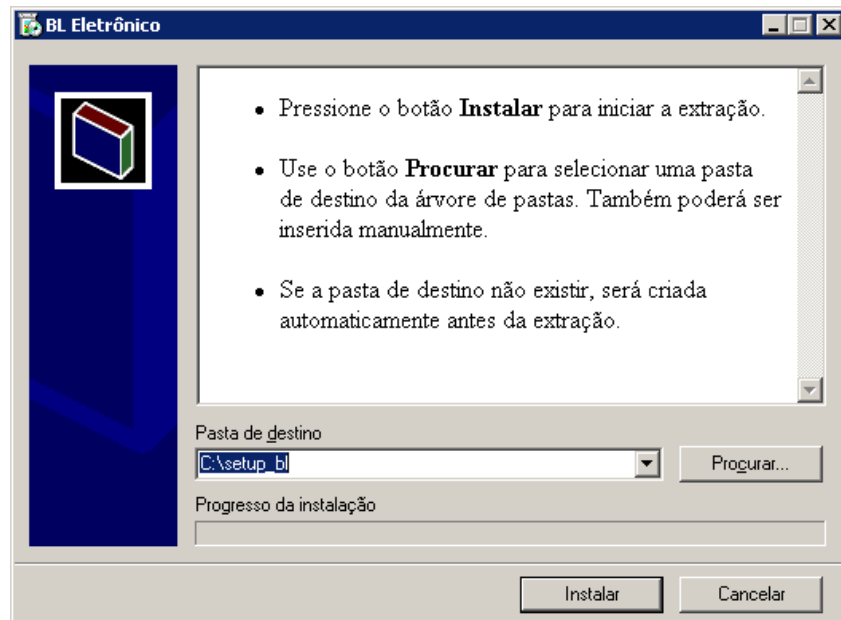 BL Eletrônico
• Pressione o botão Instalar para iniciar a extração.
• Use o botão Procurar para selecionar uma pasta
de destino da árvore de pastas. Também poderá ser
inserida manualmente.
• Se a pasta de destino não existir, será criada
automaticamente antes da extração.
Pasta de destino
C:\setup_bl
Procurar...
Progresso da instalação
Instalar
Cancelar